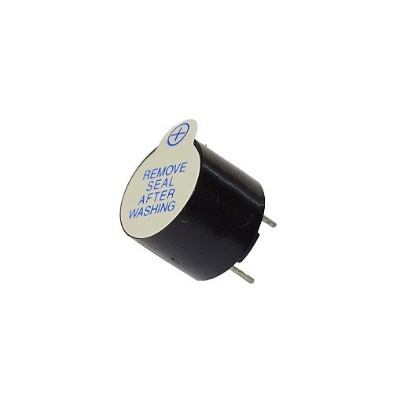 +
REMOVE
SEAL
AFTER
WASHING